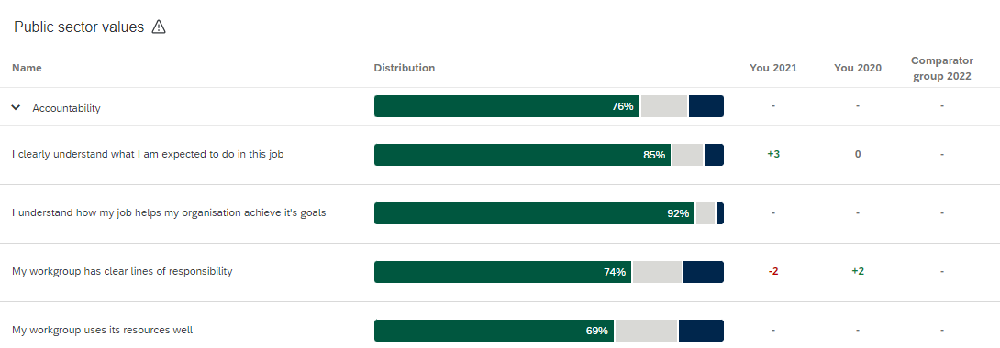 Public sector values
Name Distribution You 2021 You 2020 Comparator group 2022
Accountability 76% - - -
I clearly understand what I am expected to do in this job 85% +3 0 -
I understand how my job helps my organisation achieve it's goals 92% - - -
My workgroup has clear lines of responsibility 74% -2 +2 -
My workgroup uses its resources well 69% - - -